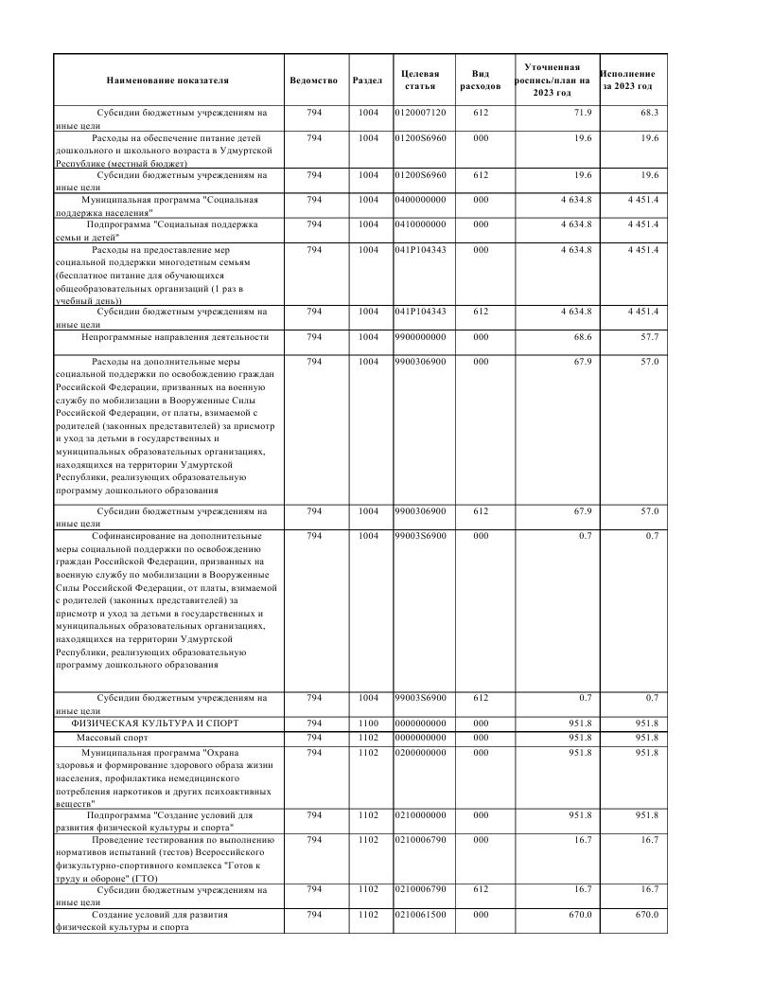 Наименование показателя Ведомство Раздел Целевая статья Вид расходов Уточненная роспись/план на 2023 год Исполнение за 2023 год
Субсидии бюджетным учреждениям на 794 1004 0120007120 612 71.9 68.3
иные цели
Расходы на обеспечение питание детей 794 1004 01200S6960 000 19.6 19.6
дошкольного и школьного возраста в Удмуртской
Республике (местный бюджет)
Субсидии бюджетным учреждениям на 794 1004 01200S6960 612 19.6 19.6
иные цели
Муниципальная программа "Социальная 794 1004 0400000000 000 4 634.8 4 451.4
поддержка населения"
Подпрограмма "Социальная поддержка 794 1004 0410000000 000 4 634.8 4 451.4
семьи и детей"
Расходы на предоставление мер 794 1004 041P104343 000 4 634.8 4 451.4
социальной поддержки многодетным семьям
(бесплатное питание для обучающихся
общеобразовательных организаций (1 раз в
учебный день))
Субсидии бюджетным учреждениям на 794 1004 041P104343 612 4 634.8 4 451.4
иные цели
Непрограммные направления деятельности 794 1004 9900000000 000 68.6 57.7
Расходы на дополнительные меры 794 1004 9900306900 000 67.9 57.0
социальной поддержки по освобождению граждан
Российской Федерации, призванных на военную
службу по мобилизации в Вооруженные Силы
Российской Федерации, от платы, взимаемой с
родителей (законных представителей) за присмотр
и уход за детьми в государственных и
муниципальных образовательных организациях,
находящихся на территории Удмуртской
Республики, реализующих образовательную
программу дошкольного образования
Субсидии бюджетным учреждениям на 794 1004 9900306900 612 67.9 57.0
иные цели
Софинансирование на дополнительные 794 1004 99003S6900 000 0.7 0.7
меры социальной поддержки по освобождению
граждан Российской Федерации, призванных на
военную службу по мобилизации в Вооруженные
Силы Российской Федерации, от платы, взимаемой
с родителей (законных представителей) за
присмотр и уход за детьми в государственных и
муниципальных образовательных организациях,
находящихся на территории Удмуртской
Республики, реализующих образовательную
программу дошкольного образования
Субсидии бюджетным учреждениям на 794 1004 99003S6900 612 0.7 0.7
иные цели
ФИЗИЧЕСКАЯ КУЛЬТУРА И СПОРТ 794 1100 0000000000 000 951.8 951.8
Массовый спорт 794 1102 0000000000 000 951.8 951.8
Муниципальная программа "Охрана 794 1102 0200000000 000 951.8 951.8
здоровья и формирование здорового образа жизни
населения, профилактика немедицинского
потребления наркотиков и других психоактивных
веществ"
Подпрограмма "Создание условий для 794 1102 0210000000 000 951.8 951.8
развития физической культуры и спорта"
Проведение тестирования по выполнению 794 1102 0210006790 000 16.7 16.7
нормативов испытаний (тестов) Всероссийского
физкультурно-спортивного комплекса "Готов к
труду и обороне" (ГТО)
Субсидии бюджетным учреждениям на 794 1102 0210006790 612 16.7 16.7
иные цели
Создание условий для развития 794 1102 0210061500 000 670.0 670.0
физической культуры и спорта